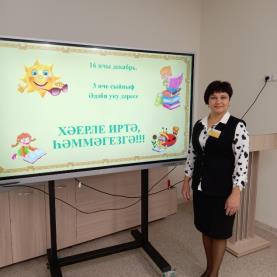 16 нчы декабрь.
3 нче сыйныф
Әдәби уку дәресе
ХӘЕРЛЕ ИРТӘ,
ҺӘММӘГЕЗГӘ!!!